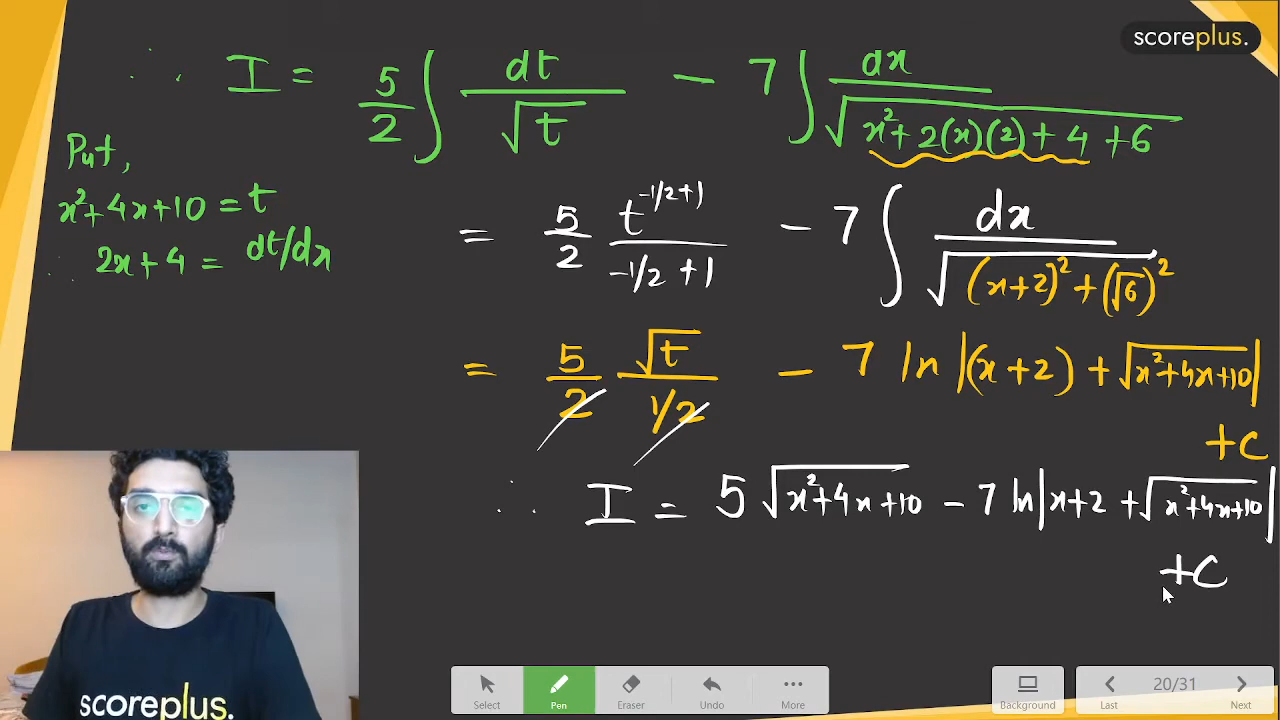 scoreplus.
∴ I = 5/2 ∫ dt/√t − 7 ∫ dx/√(x²+2(x)(2)+4+6)
Put,
x²+4x+10 = t
∴ 2x+4 = dt/dx
= 5/2 t^(-1/2+1)/(-1/2+1) − 7 ∫ dx/√((x+2)²+(√6)²)
= 5/2 √t/(1/2) − 7 ln |(x+2) + √(x²+4x+10)|
+C
∴ I = 5 √(x²+4x+10) − 7 ln |x+2 + √(x²+4x+10)|
+C
scoreplus.
Select Pen Eraser Undo More Background Last 20/31 Next